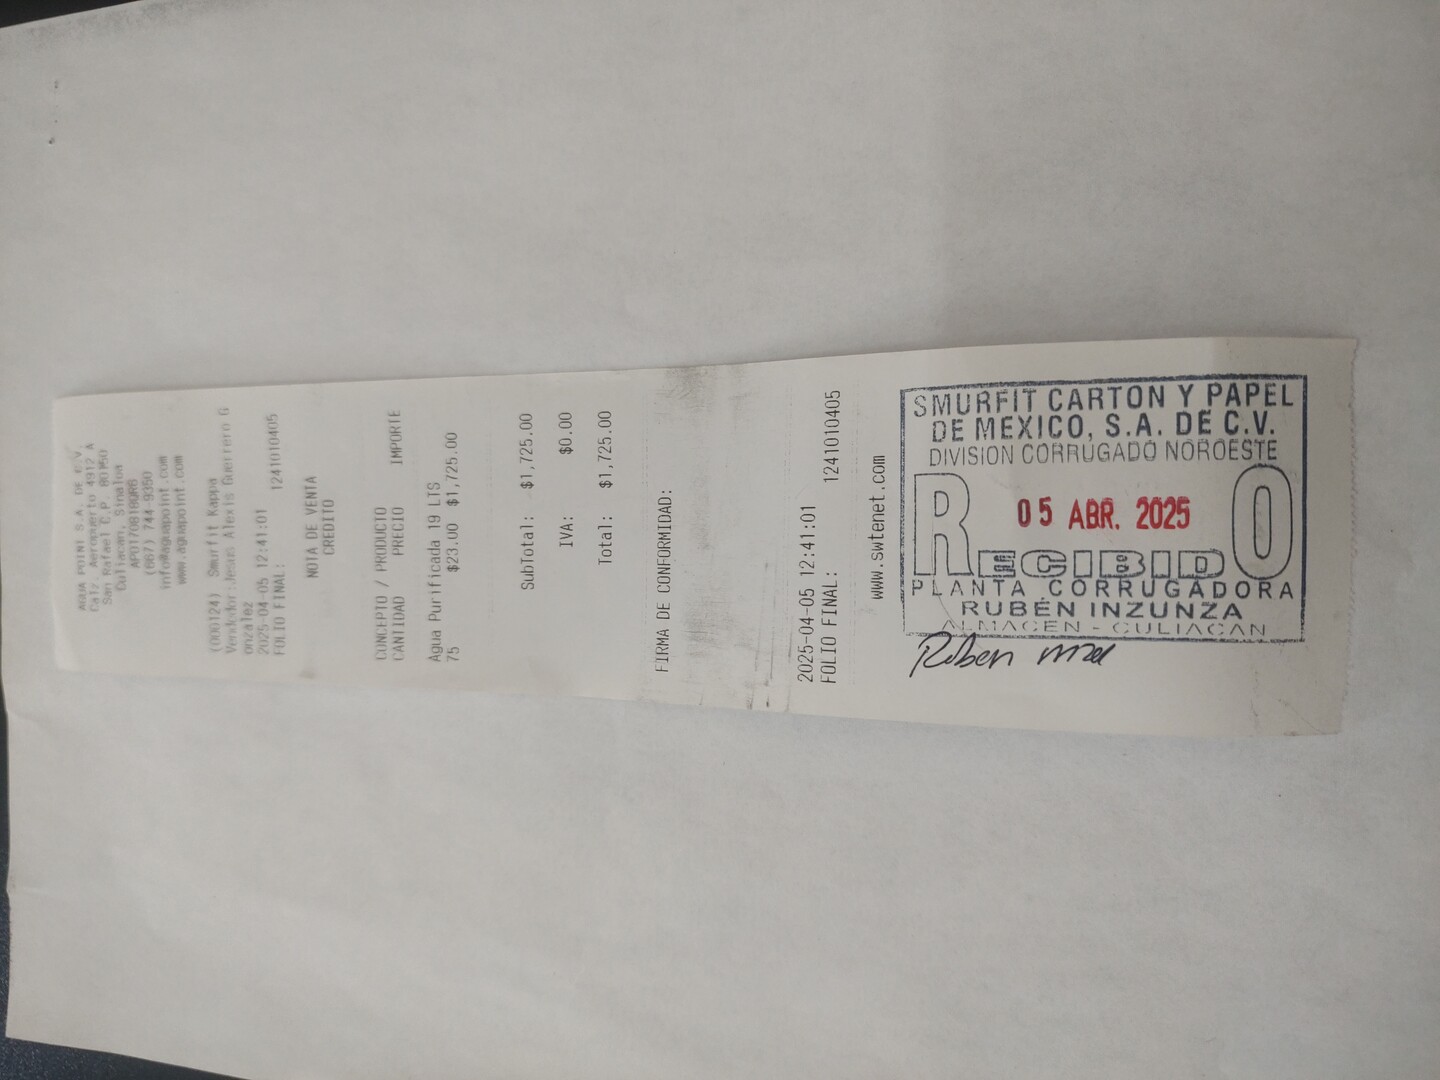 AGUA POINT S.A. DE C.V.
Calz Aeropuerto 4912 A
San Rafael C.P. 80150
Culiacan, Sinaloa
APO170818QR6
(667) 744-9350
info@aguapoint.com
www.aguapoint.com
(000124) Smurfit Kappa
Vendedor:Jesus Alexis Guerrero G
onzalez
2025-04-05 12:41:01
FOLIO FINAL: 1241010405
NOTA DE VENTA
CREDITO
CONCEPTO / PRODUCTO
CANTIDAD PRECIO IMPORTE
Agua Purificada 19 LTS
75 $23.00 $1,725.00
SubTotal: $1,725.00
IVA: $0.00
Total: $1,725.00
FIRMA DE CONFORMIDAD:
2025-04-05 12:41:01
FOLIO FINAL: 1241010405
www.swtenet.com
SMURFIT CARTON Y PAPEL
DE MEXICO, S.A. DE C.V.
DIVISION CORRUGADO NOROESTE
05 ABR. 2025
RECIBIDO
PLANTA CORRUGADORA
RUBÉN INZUNZA
ALMACEN - CULIACAN
Ruben